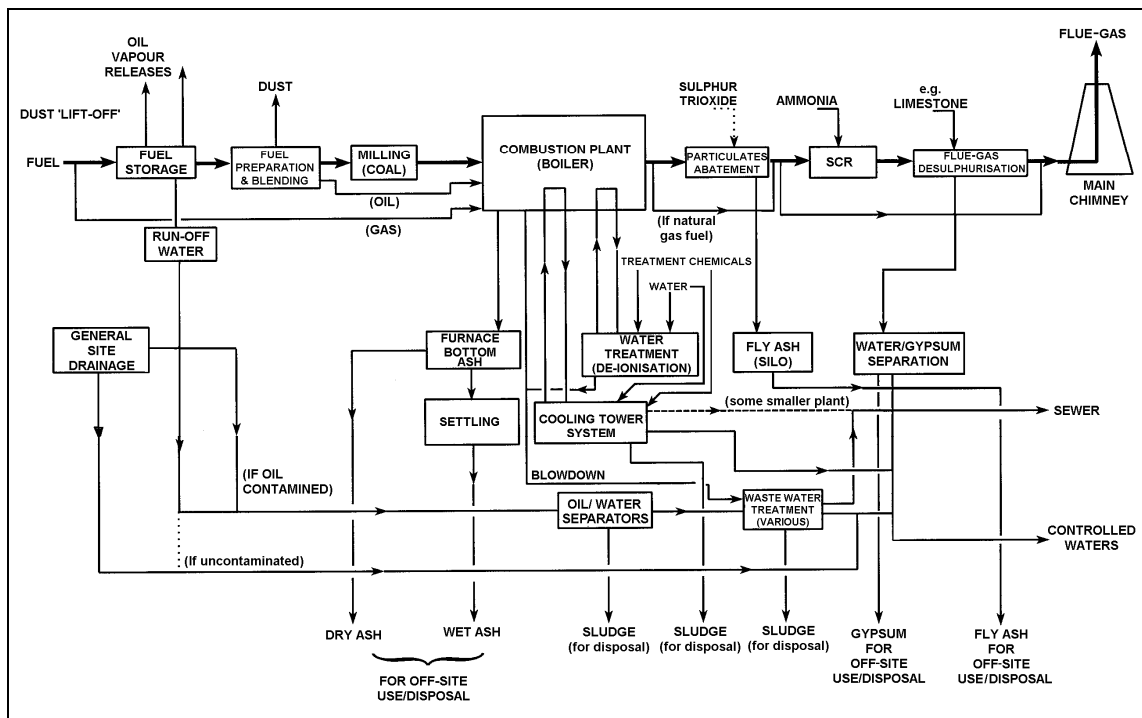 OIL
VAPOUR
RELEASES
DUST 'LIFT-OFF'
DUST
SULPHUR
TRIOXIDE
AMMONIA
e.g.
LIMESTONE
FLUE-GAS
FUEL
FUEL
STORAGE
FUEL
PREPARATION
& BLENDING
MILLING
(COAL)
COMBUSTION PLANT
(BOILER)
PARTICULATES
ABATEMENT
SCR
FLUE-GAS
DESULPHURISATION
MAIN
CHIMNEY
(OIL)
(GAS)
(If natural
gas fuel)
RUN-OFF
WATER
TREATMENT CHEMICALS
WATER
GENERAL
SITE
DRAINAGE
FURNACE
BOTTOM
ASH
WATER
TREATMENT
(DE-IONISATION)
FLY ASH
(SILO)
WATER/GYPSUM
SEPARATION
SETTLING
COOLING TOWER
SYSTEM
(some smaller plant)
SEWER
(IF OIL
CONTAMINED)
BLOWDOWN
OIL/ WATER
SEPARATORS
WASTE WATER
TREATMENT
(VARIOUS)
CONTROLLED
WATERS
(If uncontaminated)
DRY ASH
WET ASH
FOR OFF-SITE
USE/DISPOSAL
SLUDGE
(for disposal)
SLUDGE
(for disposal)
SLUDGE
(for disposal)
GYPSUM
FOR
OFF-SITE
USE/DISPOSAL
FLY ASH
FOR
OFF-SITE
USE/DISPOSAL